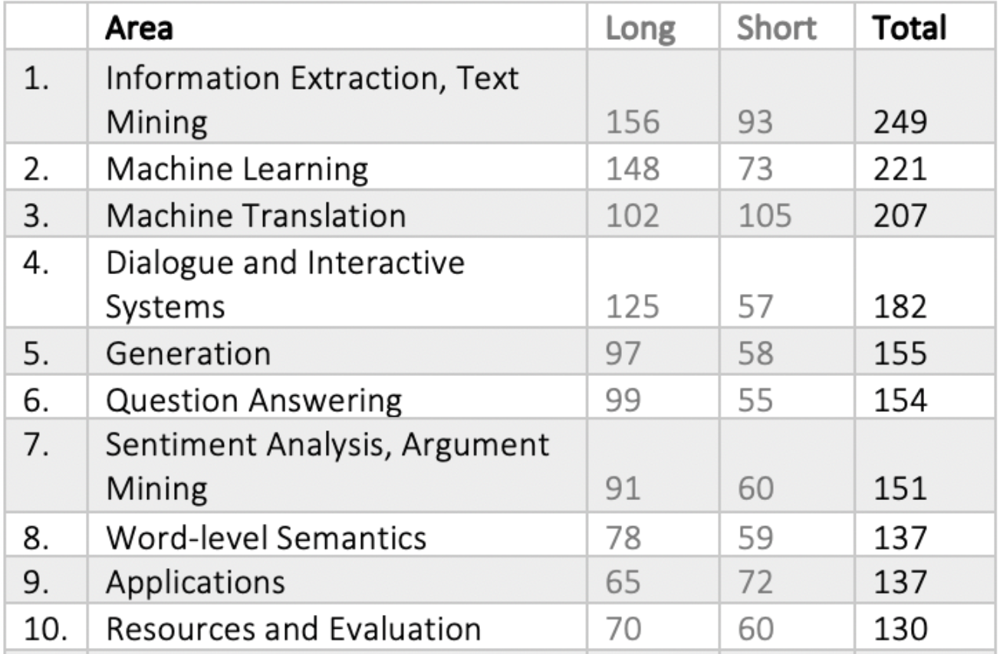 Area Long Short Total
1. Information Extraction, Text
Mining 156 93 249
2. Machine Learning 148 73 221
3. Machine Translation 102 105 207
4. Dialogue and Interactive
Systems 125 57 182
5. Generation 97 58 155
6. Question Answering 99 55 154
7. Sentiment Analysis, Argument
Mining 91 60 151
8. Word-level Semantics 78 59 137
9. Applications 65 72 137
10. Resources and Evaluation 70 60 130